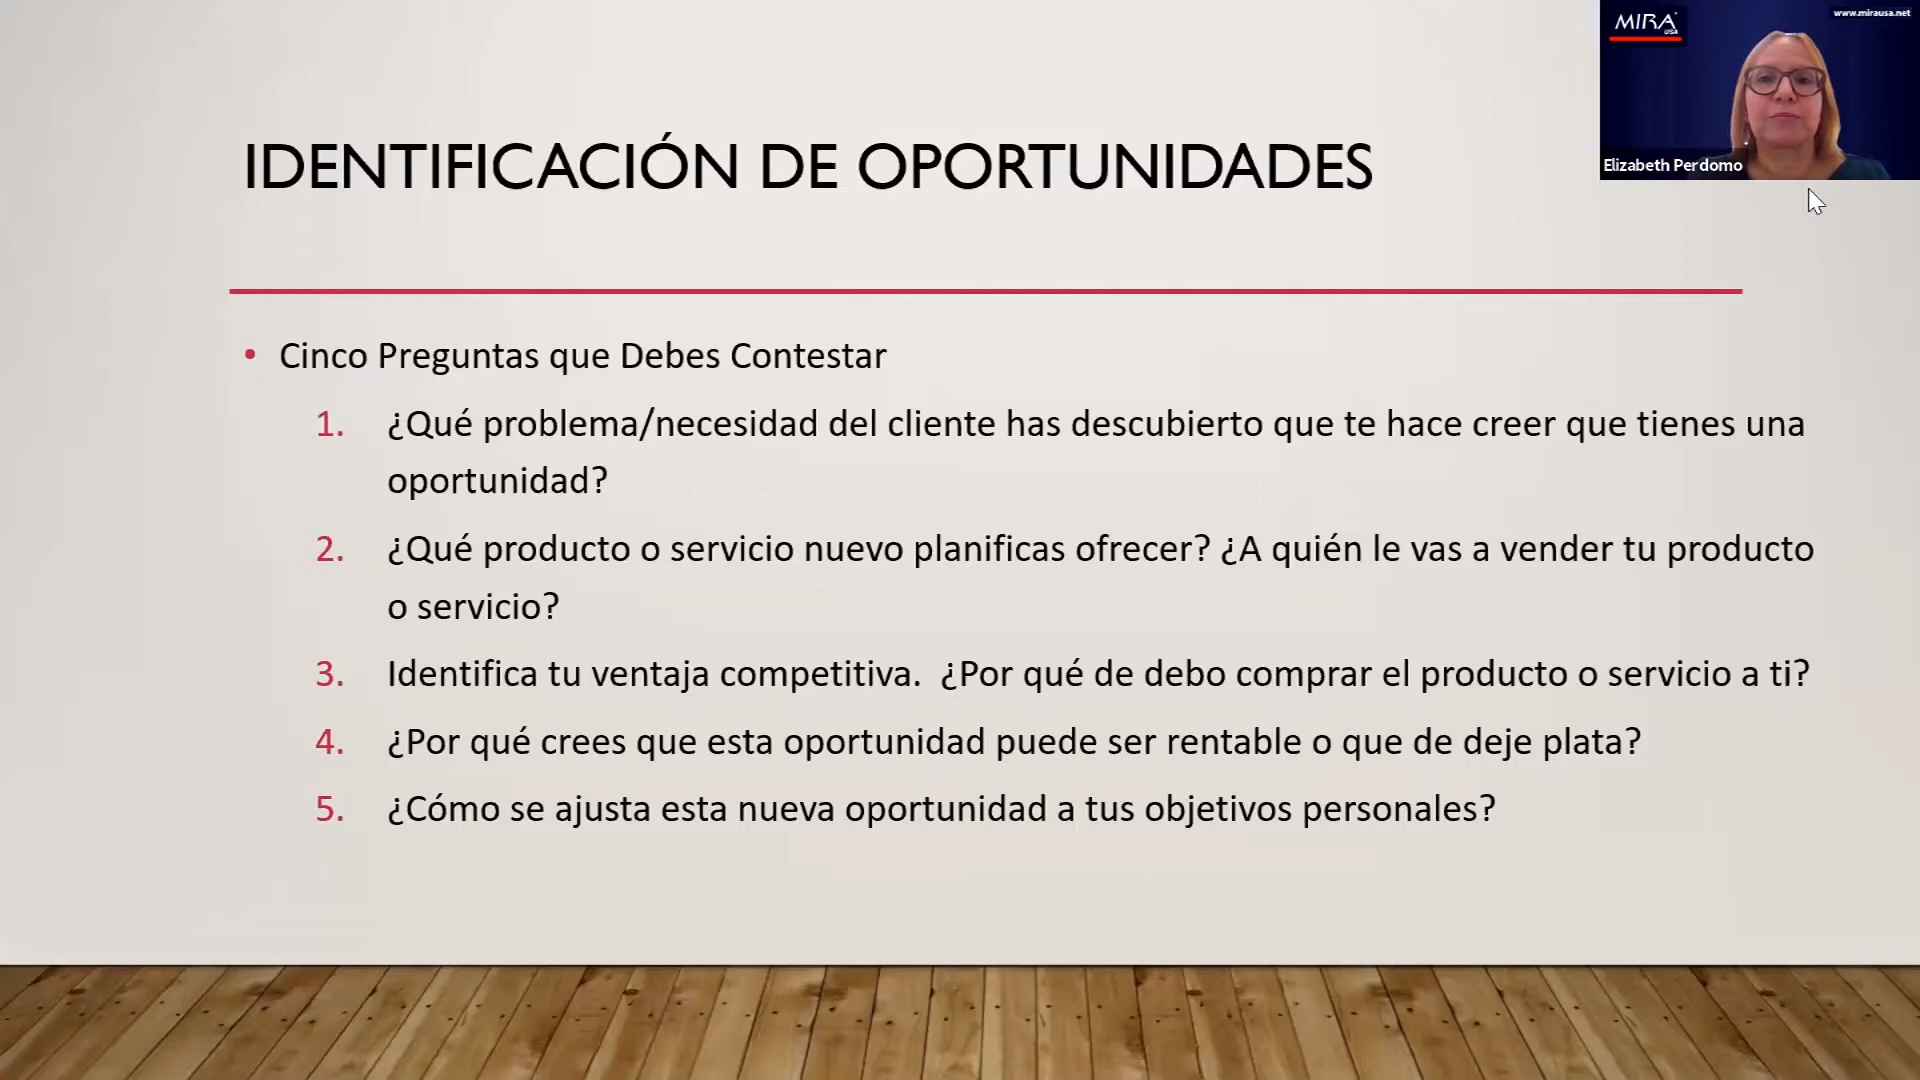 MIRA
USA
www.mirausa.net
Elizabeth Perdomo
IDENTIFICACIÓN DE OPORTUNIDADES
• Cinco Preguntas que Debes Contestar
1. ¿Qué problema/necesidad del cliente has descubierto que te hace creer que tienes una
oportunidad?
2. ¿Qué producto o servicio nuevo planificas ofrecer? ¿A quién le vas a vender tu producto
o servicio?
3. Identifica tu ventaja competitiva. ¿Por qué de debo comprar el producto o servicio a ti?
4. ¿Por qué crees que esta oportunidad puede ser rentable o que de deje plata?
5. ¿Cómo se ajusta esta nueva oportunidad a tus objetivos personales?